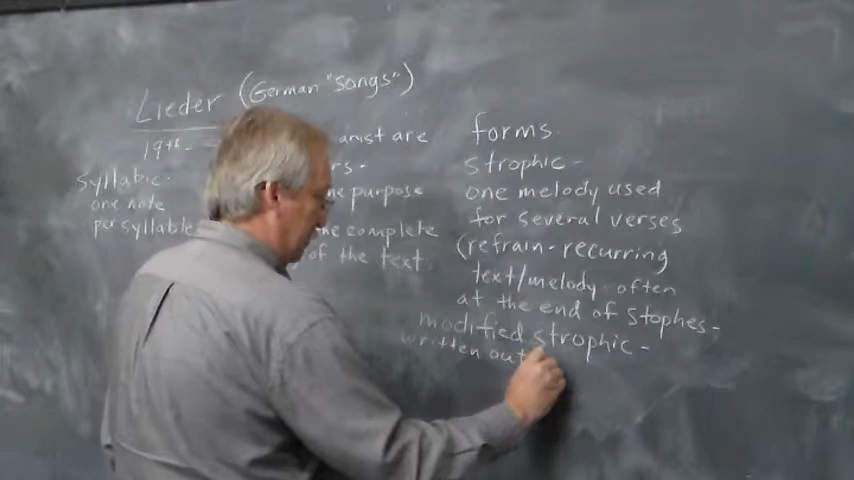 Lieder (German "Songs")
19th-
anist are
rs.
ne purpose
ne complete
of the text.
Syllabic-
one note
per syllable
forms.
strophic-
one melody used
for several verses
(refrain-recurring
text/melody often
at the end of stophes-
modified strophic-
written out